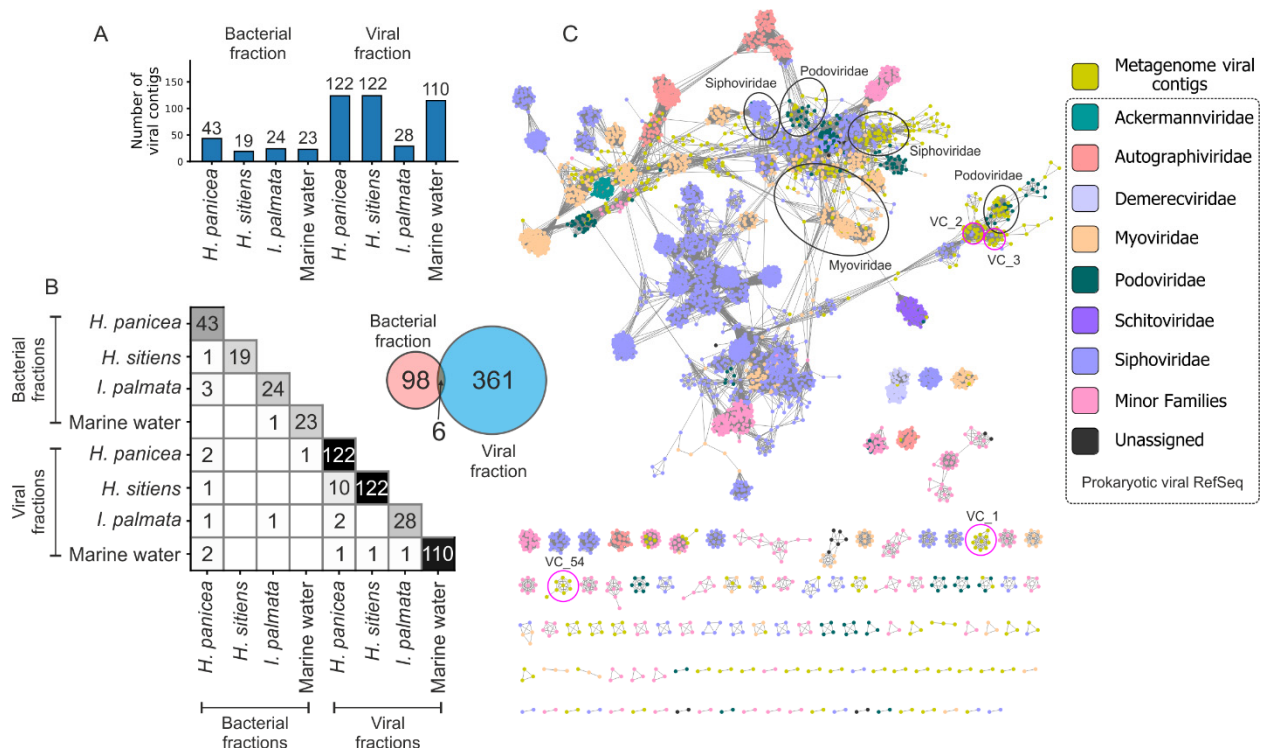 A
Bacterial
fraction
Viral
fraction
Number of
viral contigs
150
100
50
0
43
19
24
23
122
122
28
110
H. panicea
H. sitiens
I. palmata
Marine water
H. panicea
H. sitiens
I. palmata
Marine water
B
Bacterial
fractions
Viral
fractions
H. panicea
43
H. sitiens
1 19
I. palmata
3 24
Marine water
1 23
H. panicea
2 1 122
H. sitiens
1 10 122
I. palmata
1 1 2 28
Marine water
2 1 1 1 110
H. panicea
H. sitiens
I. palmata
Marine water
H. panicea
H. sitiens
I. palmata
Marine water
Bacterial
fractions
Viral
fractions
Bacterial
fraction
98
361
6
Viral
fraction
C
Siphoviridae
Podoviridae
Siphoviridae
Podoviridae
VC_2
VC_3
Myoviridae
VC_1
VC_54
Metagenome viral
contigs
Ackermannviridae
Autographiviridae
Demerecviridae
Myoviridae
Podoviridae
Schitoviridae
Siphoviridae
Minor Families
Unassigned
Prokaryotic viral RefSeq